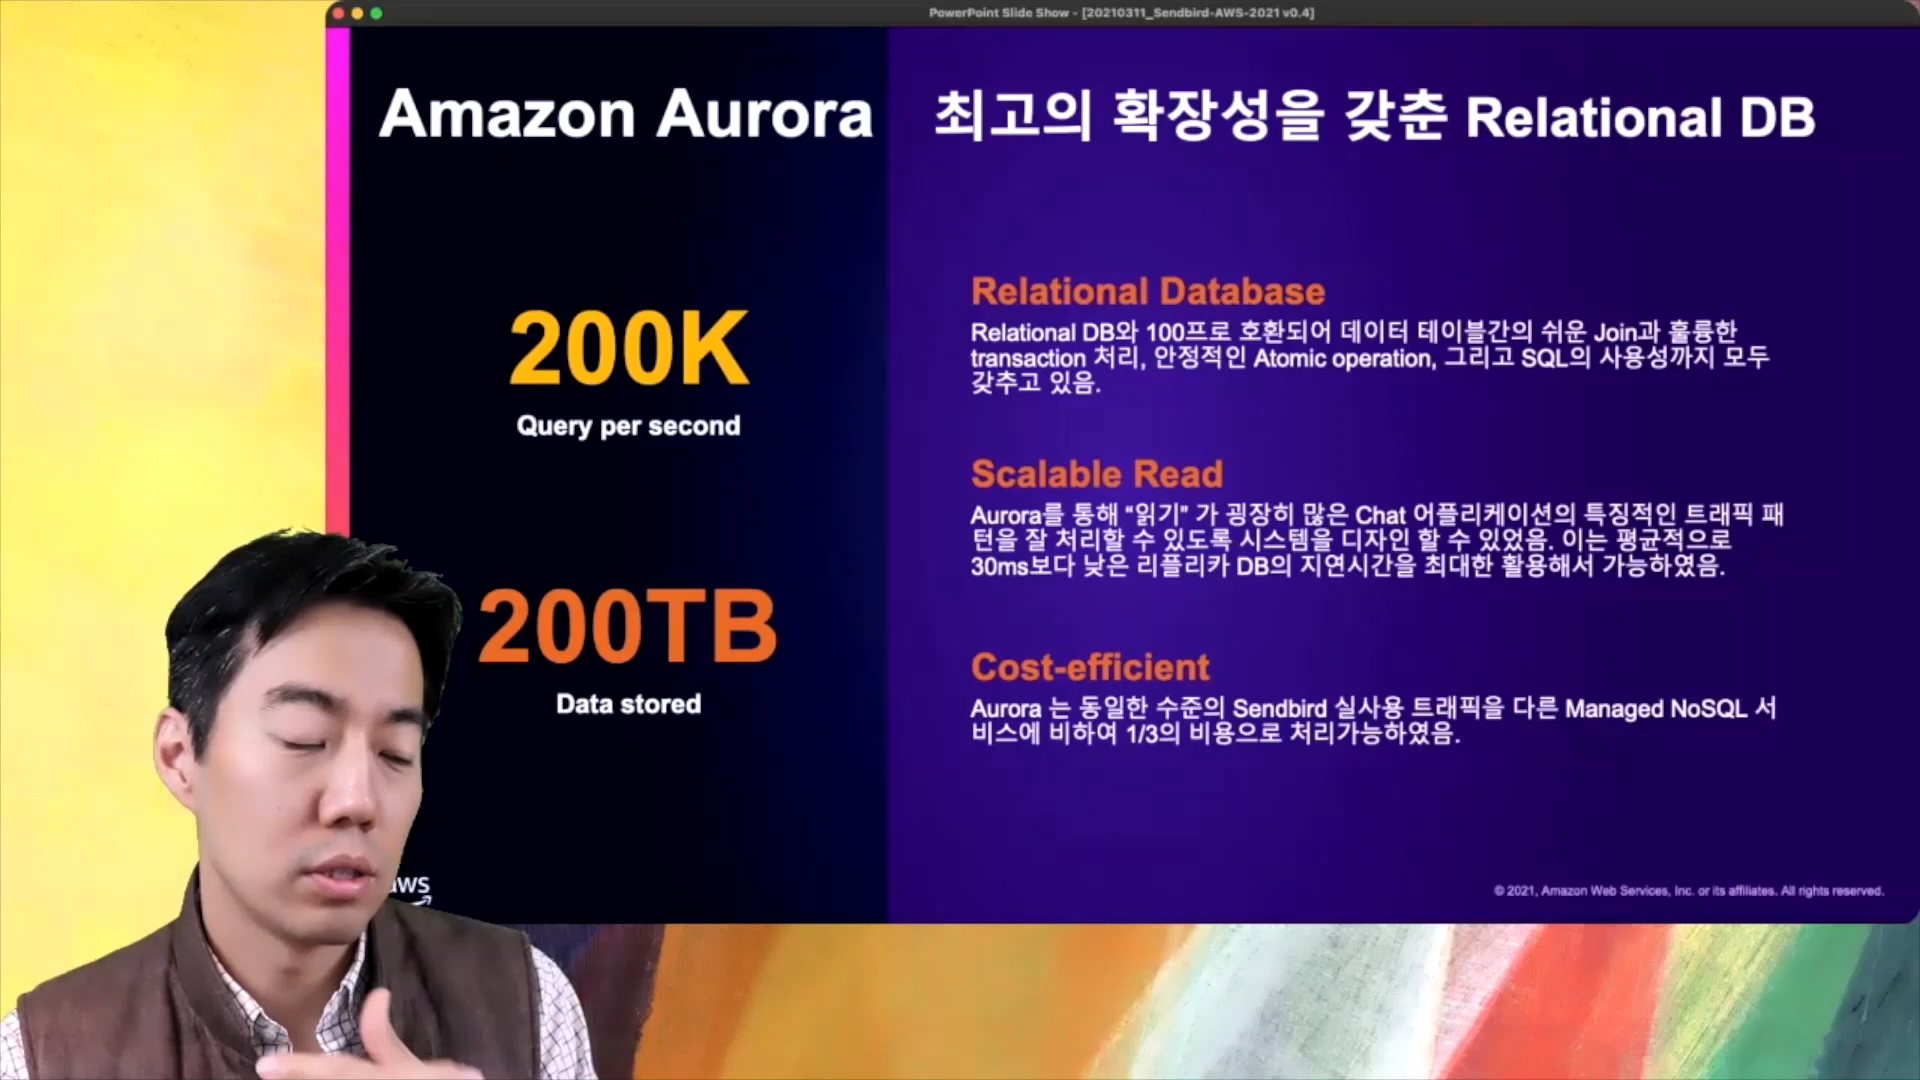 PowerPoint Slide Show - [20210311_Sendbird-AWS-2021 v0.4]
Amazon Aurora
최고의 확장성을 갖춘 Relational DB
200K
Query per second
200TB
Data stored
Relational Database
Relational DB와 100프로 호환되어 데이터 테이블간의 쉬운 Join과 훌륭한
transaction 처리, 안정적인 Atomic operation, 그리고 SQL의 사용성까지 모두
갖추고 있음.
Scalable Read
Aurora를 통해 “읽기” 가 굉장히 많은 Chat 어플리케이션의 특징적인 트래픽 패
턴을 잘 처리할 수 있도록 시스템을 디자인 할 수 있었음. 이는 평균적으로
30ms보다 낮은 리플리카 DB의 지연시간을 최대한 활용해서 가능하였음.
Cost-efficient
Aurora 는 동일한 수준의 Sendbird 실사용 트래픽을 다른 Managed NoSQL 서
비스에 비하여 1/3의 비용으로 처리가능하였음.
aws
© 2021, Amazon Web Services, Inc. or its affiliates. All rights reserved.